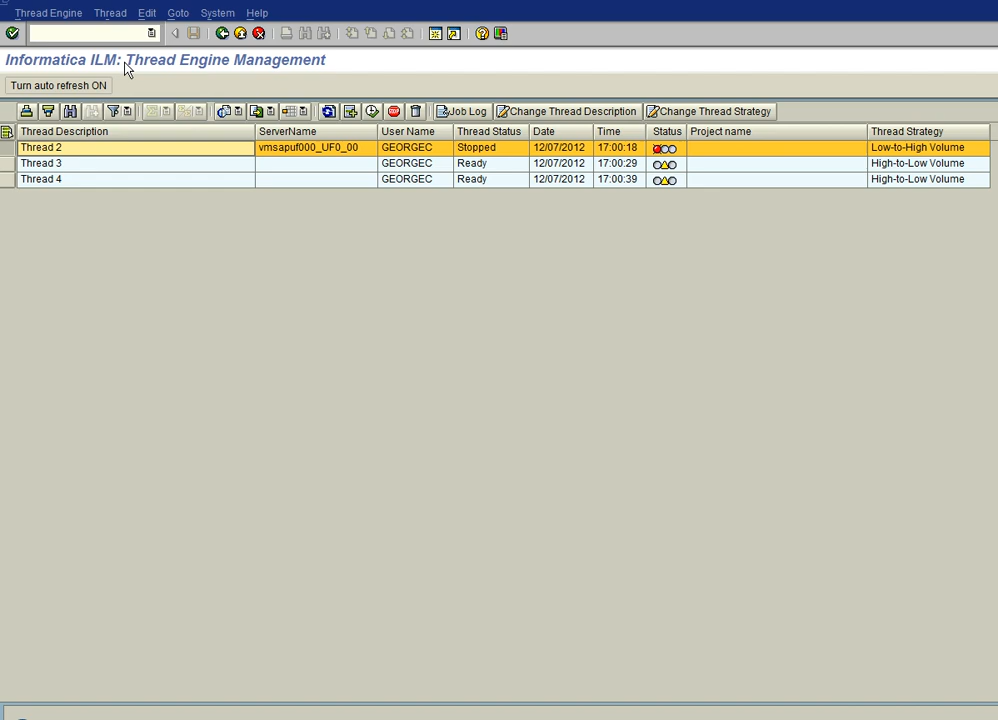 Thread Engine Thread Edit Goto System Help
Informatica ILM: Thread Engine Management
Turn auto refresh ON
Job Log Change Thread Description Change Thread Strategy
Thread Description ServerName User Name Thread Status Date Time Status Project name Thread Strategy
Thread 2 vmsapuf000_UF0_00 GEORGEC Stopped 12/07/2012 17:00:18 Low-to-High Volume
Thread 3 GEORGEC Ready 12/07/2012 17:00:29 High-to-Low Volume
Thread 4 GEORGEC Ready 12/07/2012 17:00:39 High-to-Low Volume